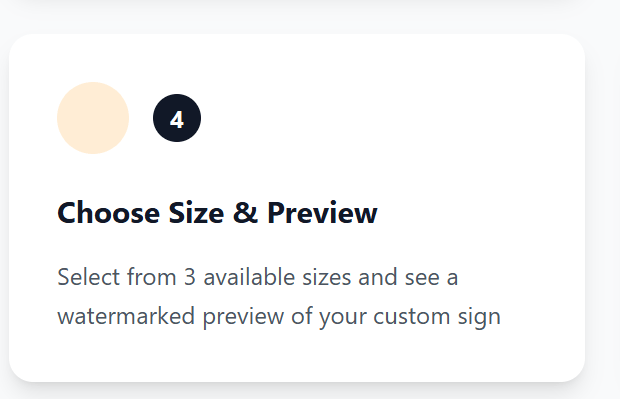 4
Choose Size & Preview
Select from 3 available sizes and see a
watermarked preview of your custom sign